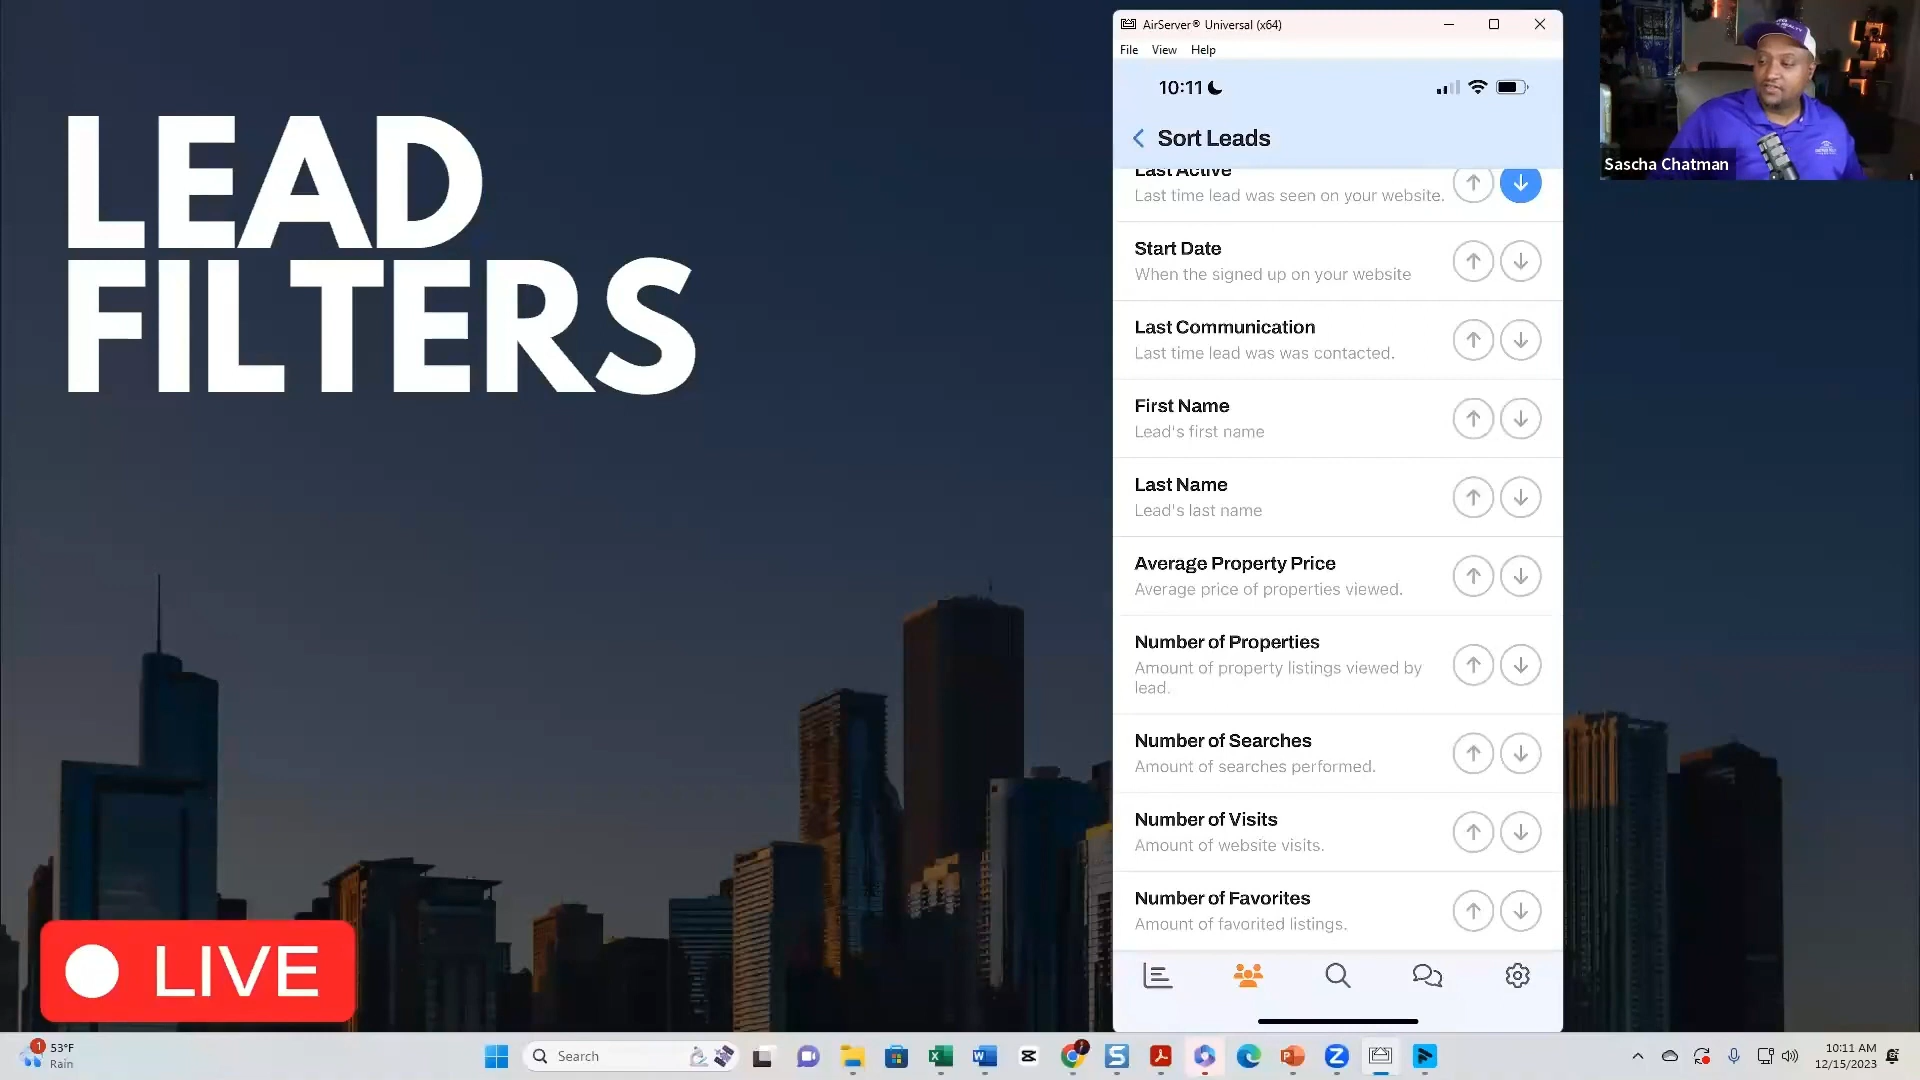 LEAD
FILTERS
LIVE
AirServer® Universal (x64)
File View Help
10:11
Sort Leads
Last Active
Last time lead was seen on your website.
Start Date
When the signed up on your website
Last Communication
Last time lead was was contacted.
First Name
Lead's first name
Last Name
Lead's last name
Average Property Price
Average price of properties viewed.
Number of Properties
Amount of property listings viewed by
lead.
Number of Searches
Amount of searches performed.
Number of Visits
Amount of website visits.
Number of Favorites
Amount of favorited listings.
Sascha Chatman
1
53°F
Rain
Search
10:11 AM
12/15/2023